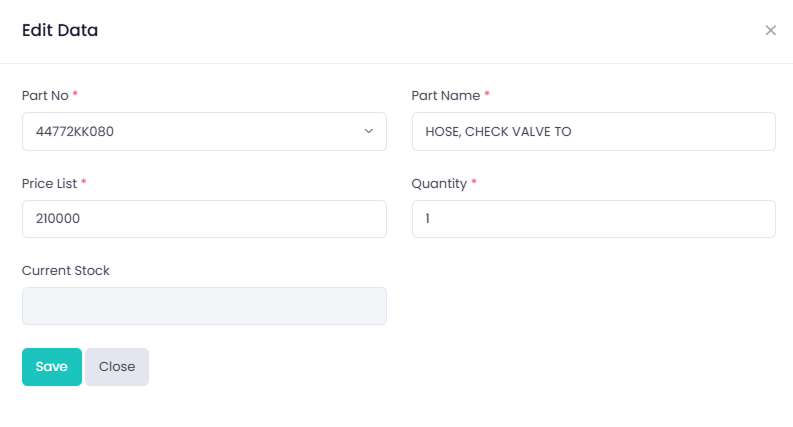 Edit Data
Part No *
Part Name *
44772KK080
HOSE, CHECK VALVE TO
Price List *
Quantity *
210000
1
Current Stock
Save
Close